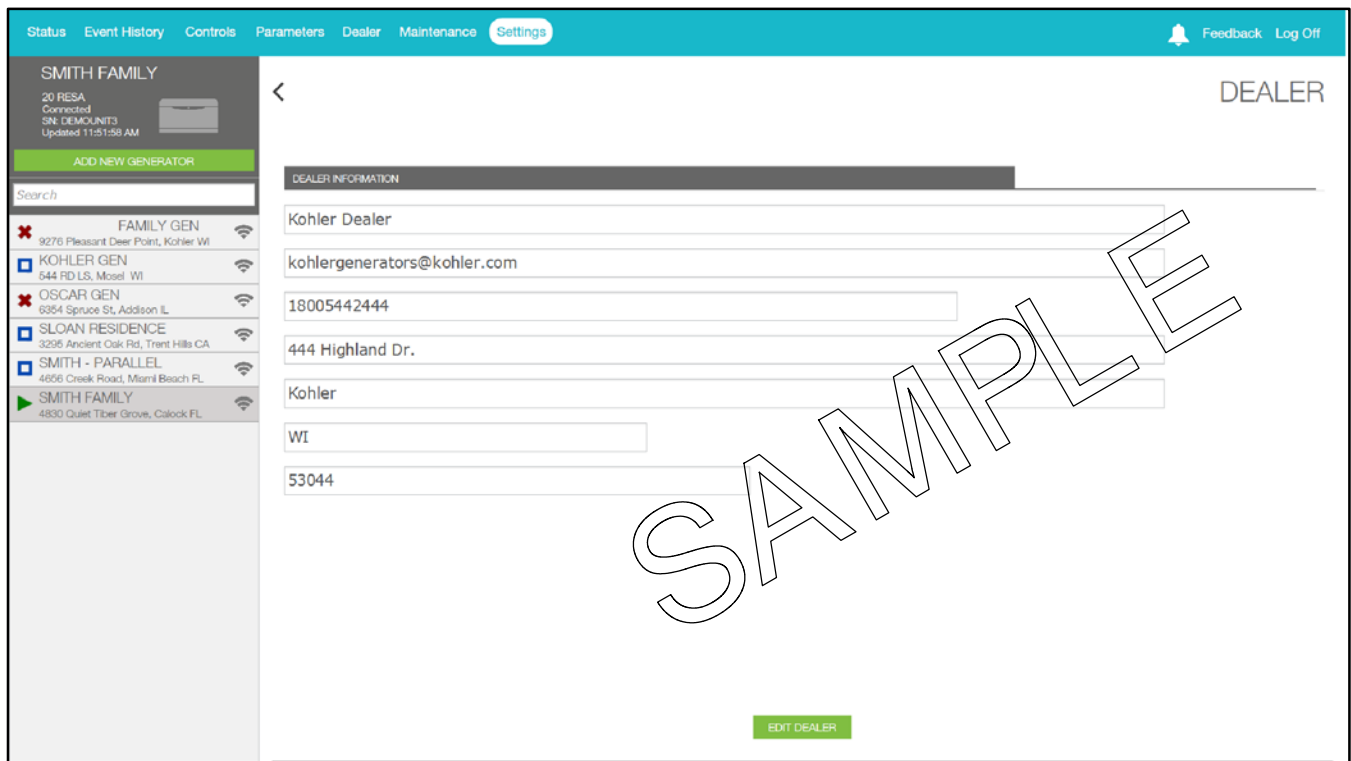 Status Event History Controls Parameters Dealer Maintenance Settings Feedback Log Off
SMITH FAMILY
20 RESA
Connected
SN: DEMOUNIT3
Updated 11:51:58 AM
ADD NEW GENERATOR
Search
FAMILY GEN
9276 Pleasant Deer Point, Kohler WI
KOHLER GEN
544 RD LS, Mosel WI
OSCAR GEN
6354 Spruce St, Addison IL
SLOAN RESIDENCE
3295 Ancient Oak Rd, Trent Hills CA
SMITH - PARALLEL
4656 Creek Road, Miami Beach FL
SMITH FAMILY
4830 Quiet Tiber Grove, Calock FL
DEALER
DEALER INFORMATION
Kohler Dealer
kohlergenerators@kohler.com
18005442444
444 Highland Dr.
Kohler
WI
53044
SAMPLE
EDIT DEALER